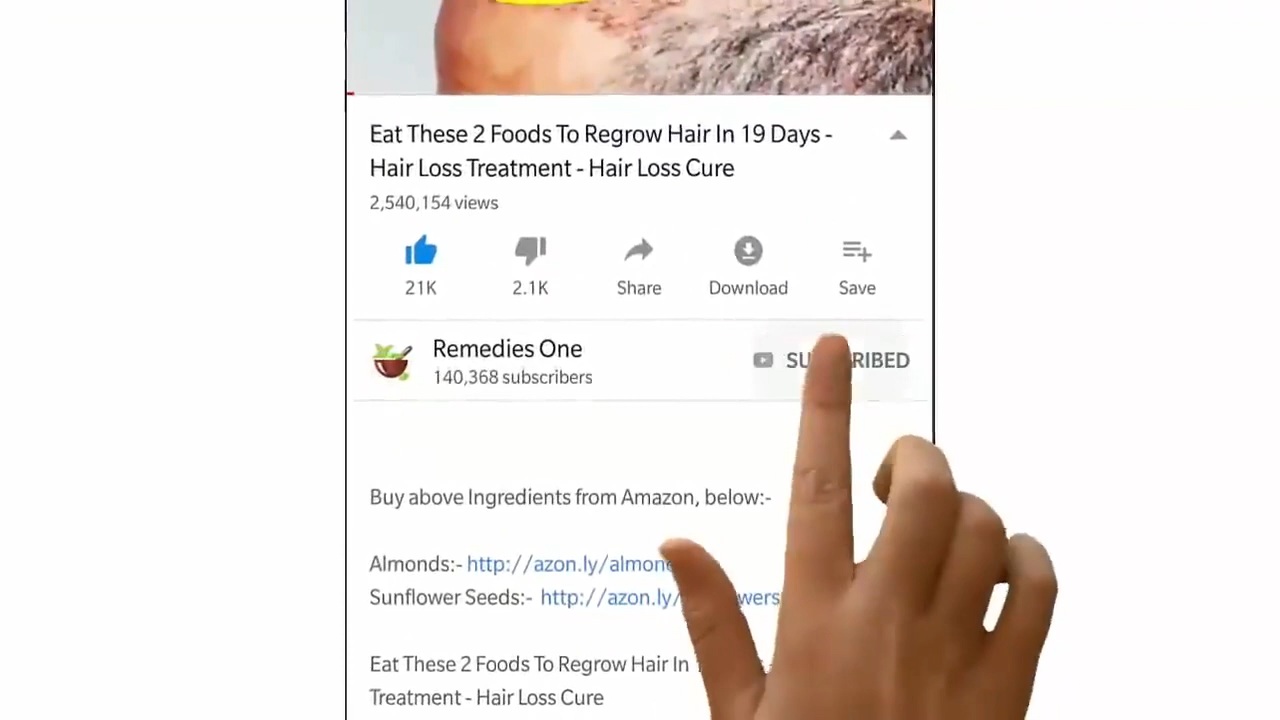 Eat These 2 Foods To Regrow Hair In 19 Days -
Hair Loss Treatment - Hair Loss Cure
2,540,154 views
21K
2.1K
Share
Download
Save
Remedies One
140,368 subscribers
Buy above Ingredients from Amazon, below:-
Almonds:- http://azon.ly/almon
Sunflower Seeds:- http://azon.ly/
Eat These 2 Foods To Regrow Hair In
Treatment - Hair Loss Cure